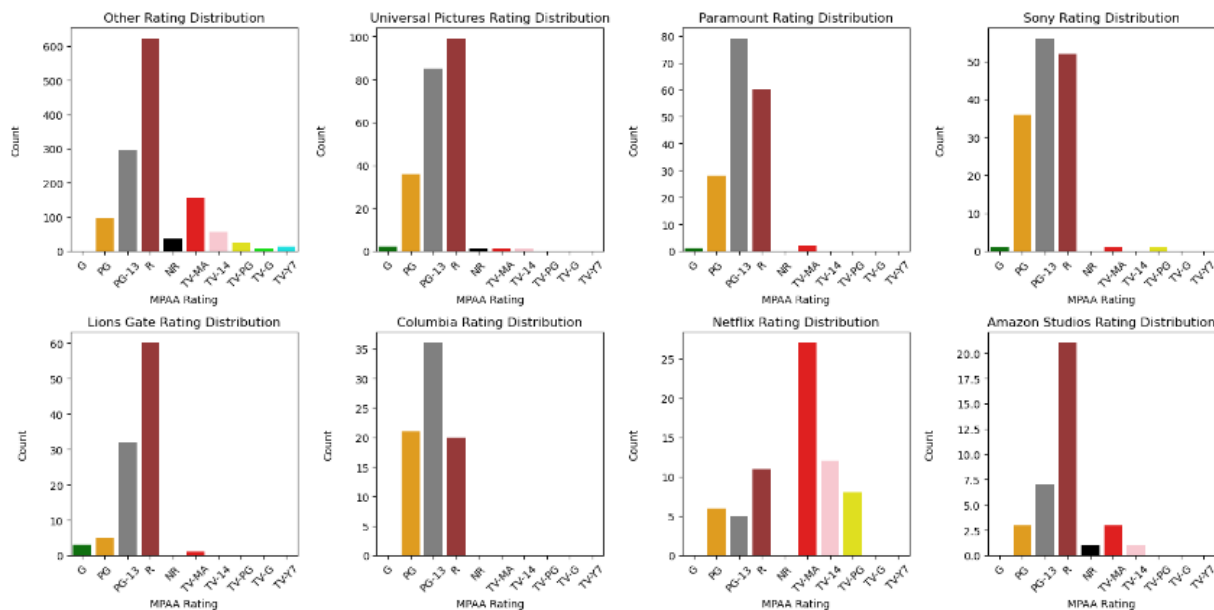 Other Rating Distribution
600
500
400
300
200
100
0
Count
G PG PG-13 R NR TV-MA TV-14 TV-PG TV-G TV-Y7
MPAA Rating
Universal Pictures Rating Distribution
100
80
60
40
20
0
Count
G PG PG-13 R NR TV-MA TV-14 TV-PG TV-G TV-Y7
MPAA Rating
Paramount Rating Distribution
80
70
60
50
40
30
20
10
0
Count
G PG PG-13 R NR TV-MA TV-14 TV-PG TV-G TV-Y7
MPAA Rating
Sony Rating Distribution
50
40
30
20
10
0
Count
G PG PG-13 R NR TV-MA TV-14 TV-PG TV-G TV-Y7
MPAA Rating
Lions Gate Rating Distribution
60
50
40
30
20
10
0
Count
G PG PG-13 R NR TV-MA TV-14 TV-PG TV-G TV-Y7
MPAA Rating
Columbia Rating Distribution
35
30
25
20
15
10
5
0
Count
G PG PG-13 R NR TV-MA TV-14 TV-PG TV-G TV-Y7
MPAA Rating
Netflix Rating Distribution
25
20
15
10
5
0
Count
G PG PG-13 R NR TV-MA TV-14 TV-PG TV-G TV-Y7
MPAA Rating
Amazon Studios Rating Distribution
20.0
17.5
15.0
12.5
10.0
7.5
5.0
2.5
0.0
Count
G PG PG-13 R NR TV-MA TV-14 TV-PG TV-G TV-Y7
MPAA Rating